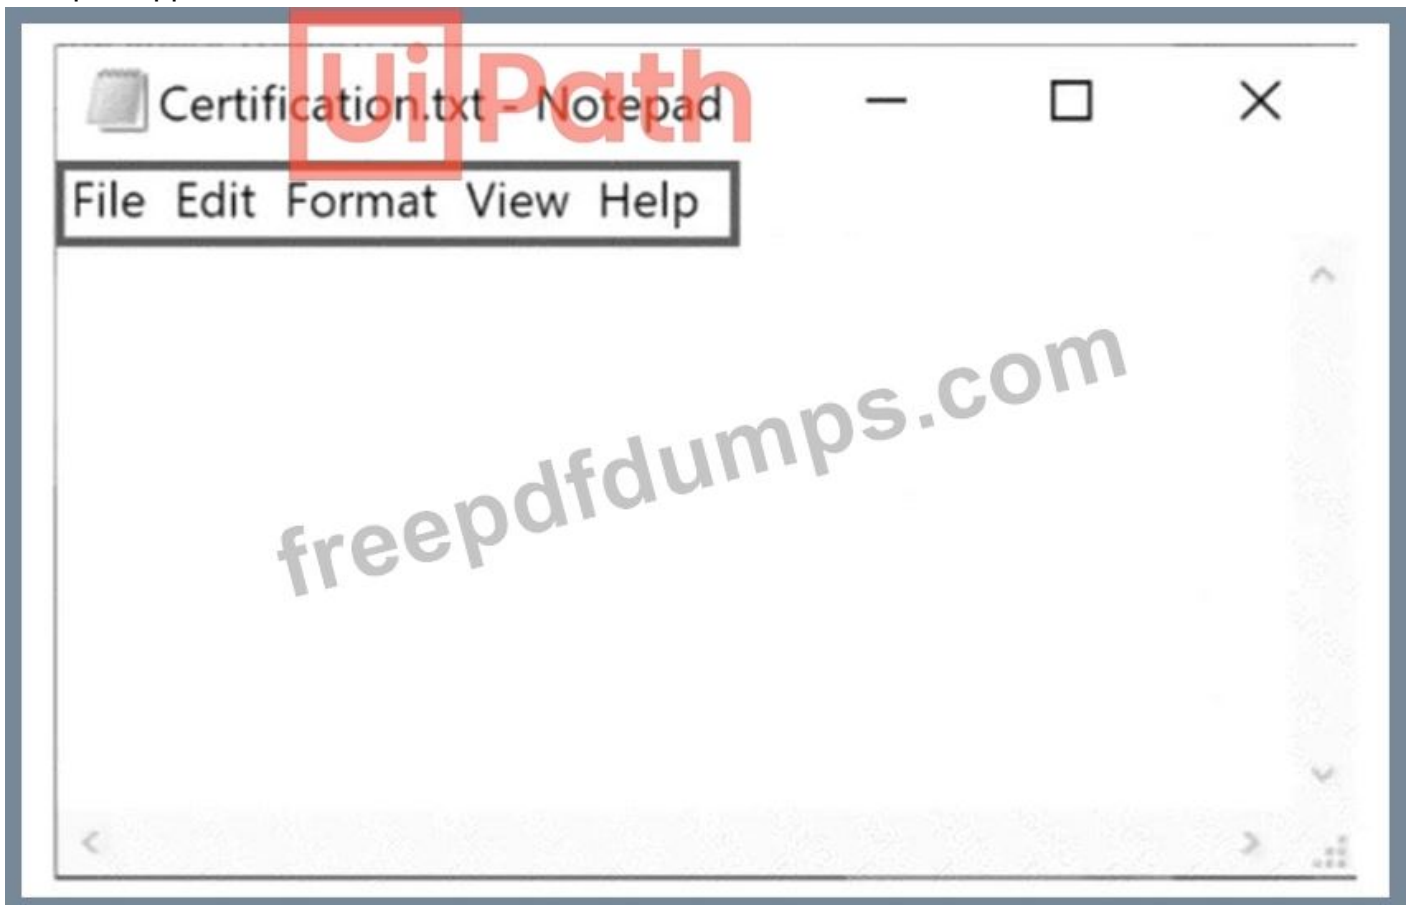 UiPath
Certification.txt - Notepad
File Edit Format View Help
freepdfdumps.com